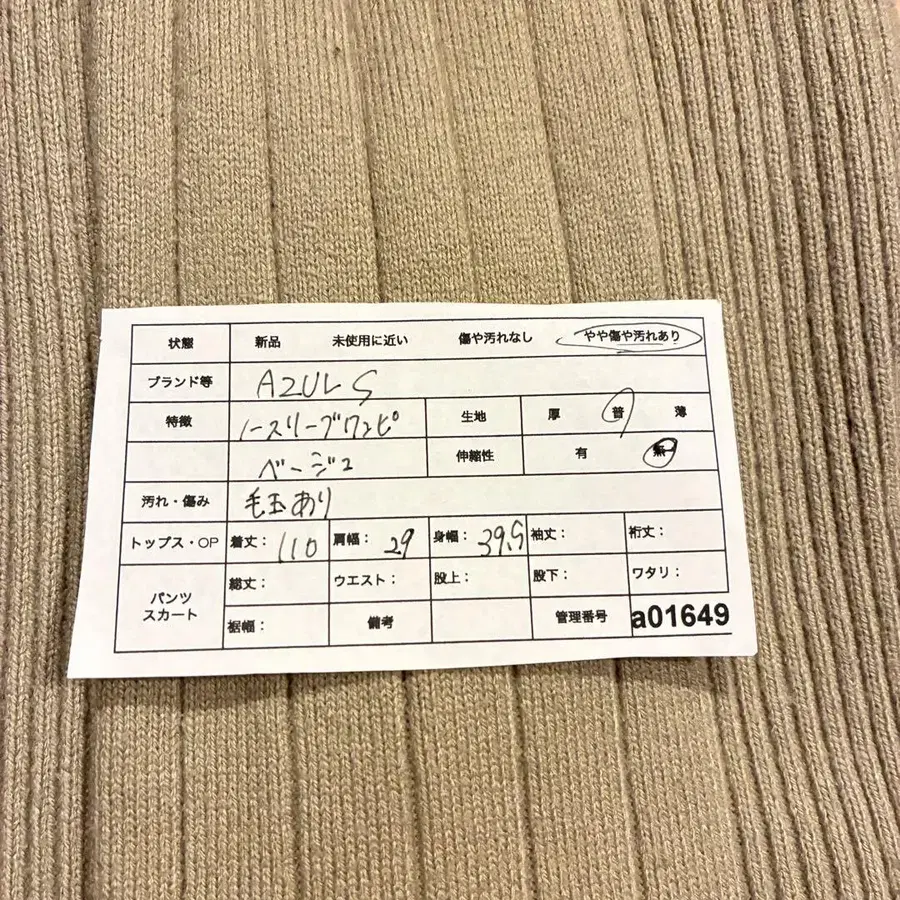 状態 新品 未使用に近い 傷や汚れなし やや傷や汚れあり
ブランド等 AZUL S
特徴 ノースリーブワンピ 生地 厚 普 薄
ベージュ 伸縮性 有 無
汚れ・傷み 毛玉あり
トップス・OP 着丈: 110 肩幅: 29 身幅: 39.5 袖丈: 裄丈:
パンツ スカート 総丈: ウエスト: 股上: 股下: ワタリ:
裾幅: 備考 管理番号 a01649